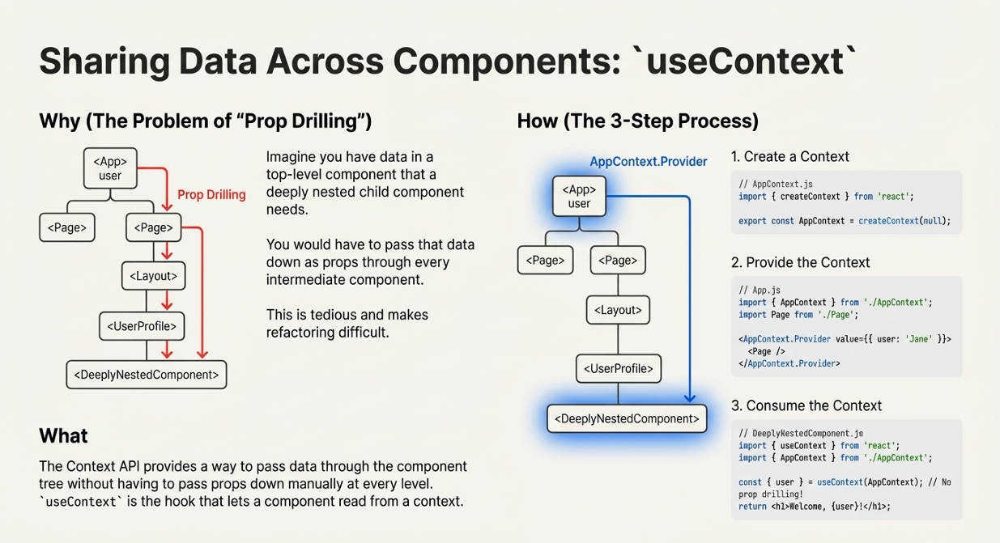 Sharing Data Across Components: `useContext`
Why (The Problem of “Prop Drilling”)
<App>
user
Prop Drilling
<Page>
<Page>
<Layout>
<UserProfile>
<DeeplyNestedComponent>
Imagine you have data in a
top-level component that a
deeply nested child component
needs.
You would have to pass that data
down as props through every
intermediate component.
This is tedious and makes
refactoring difficult.
What
The Context API provides a way to pass data through the component
tree without having to pass props down manually at every level.
`useContext` is the hook that lets a component read from a context.
How (The 3-Step Process)
AppContext.Provider
<App>
user
<Page>
<Page>
<Layout>
<UserProfile>
<DeeplyNestedComponent>
1. Create a Context
// AppContext.js
import { createContext } from 'react';
export const AppContext = createContext(null);
2. Provide the Context
// App.js
import { AppContext } from './AppContext';
import Page from './Page';
<AppContext.Provider value={{ user: 'Jane' }}>
<Page />
</AppContext.Provider>
3. Consume the Context
// DeeplyNestedComponent.js
import { useContext } from 'react';
import { AppContext } from './AppContext';
const { user } = useContext(AppContext); // No
prop drilling!
return <h1>Welcome, {user}!</h1>;